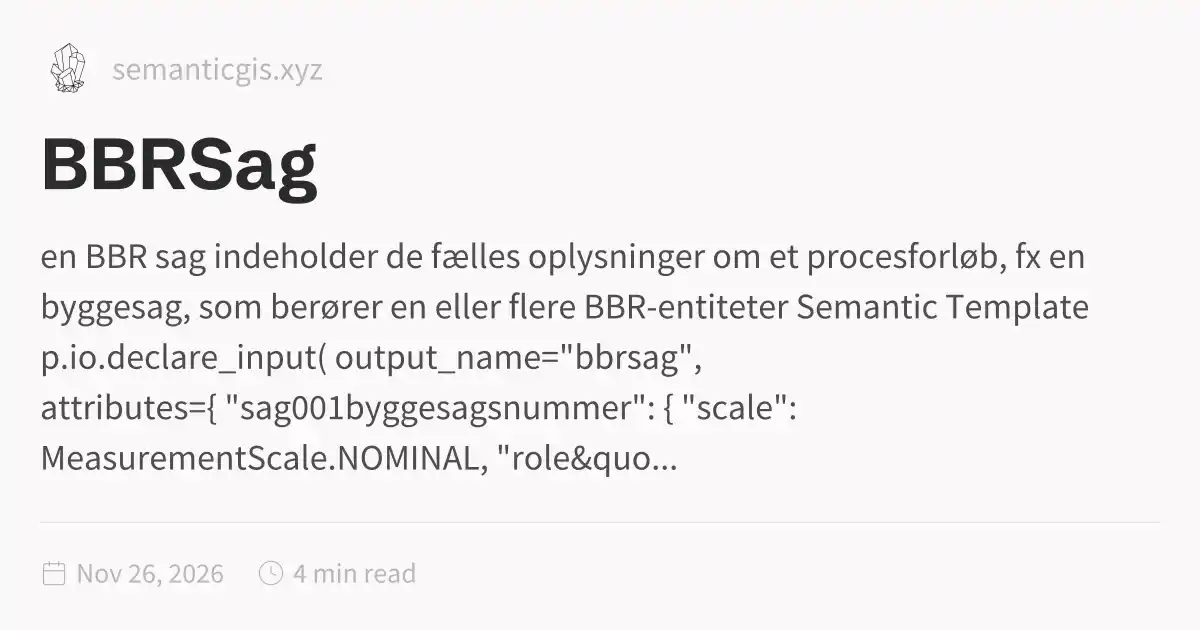 semanticgis.xyz
BBRSag
en BBR sag indeholder de fælles oplysninger om et procesforløb, fx en
byggesag, som berører en eller flere BBR-entiteter Semantic Template
p.io.declare_input( output_name="bbrsag",
attributes={ "sag001byggesagsnummer": { "scale":
MeasurementScale.NOMINAL, "role&quo...
Nov 26, 2026 4 min read